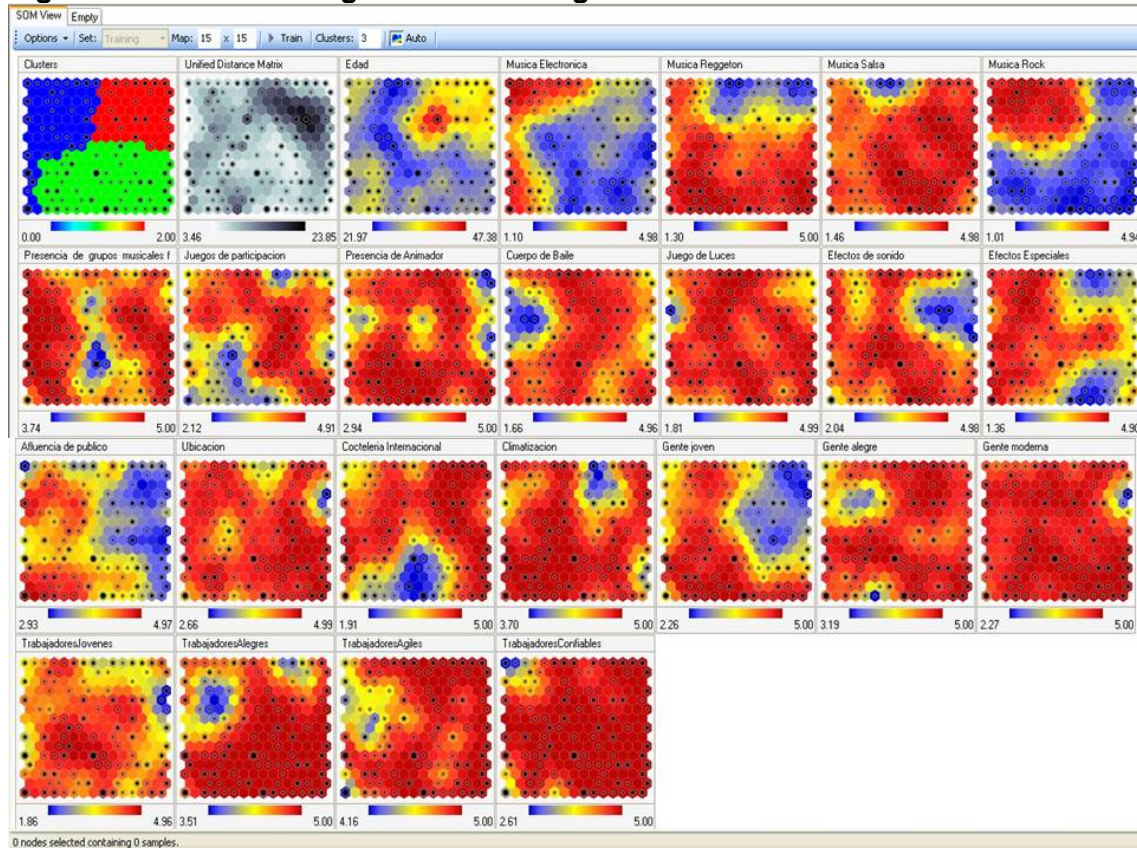 SOM View Empty
Options Set: Training Map: 15 x 15 Train Clusters: 3 Auto
Clusters Unified Distance Matrix Edad Musica Electronica Musica Reggeton Musica Salsa Musica Rock
0.00 2.00 3.46 23.85 21.97 47.38 1.10 4.98 1.30 5.00 1.46 4.98 1.01 4.94
Presencia de grupos musicales f Juegos de participacion Presencia de Animador Cuerpo de Baile Juego de Luces Efectos de sonido Efectos Especiales
3.74 5.00 2.12 4.91 2.94 5.00 1.66 4.96 1.81 4.99 2.04 4.98 1.36 4.90
Afluencia de publico Ubicacion Cocteleria Internacional Climatizacion Gente joven Gente alegre Gente moderna
2.93 4.97 2.66 4.99 1.91 5.00 3.70 5.00 2.26 5.00 3.19 5.00 2.27 5.00
TrabajadoresJovenes TrabajadoresAlegres TrabajadoresAgiles TrabajadoresConfiables
1.86 4.96 3.51 5.00 4.16 5.00 2.61 5.00
0 nodes selected containing 0 samples.